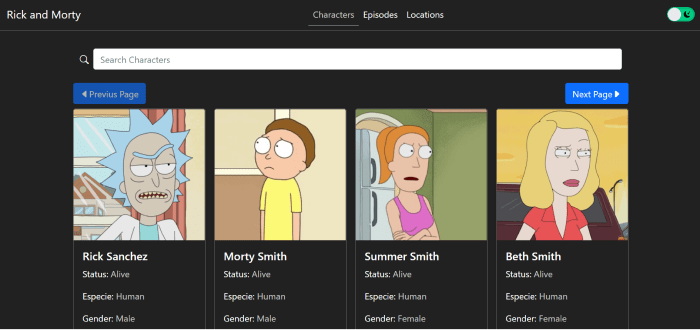 Rick and Morty
Characters Episodes Locations
Search Characters
Previus Page
Next Page
Rick Sanchez
Status: Alive
Especie: Human
Gender: Male
Morty Smith
Status: Alive
Especie: Human
Gender: Male
Summer Smith
Status: Alive
Especie: Human
Gender: Female
Beth Smith
Status: Alive
Especie: Human
Gender: Female